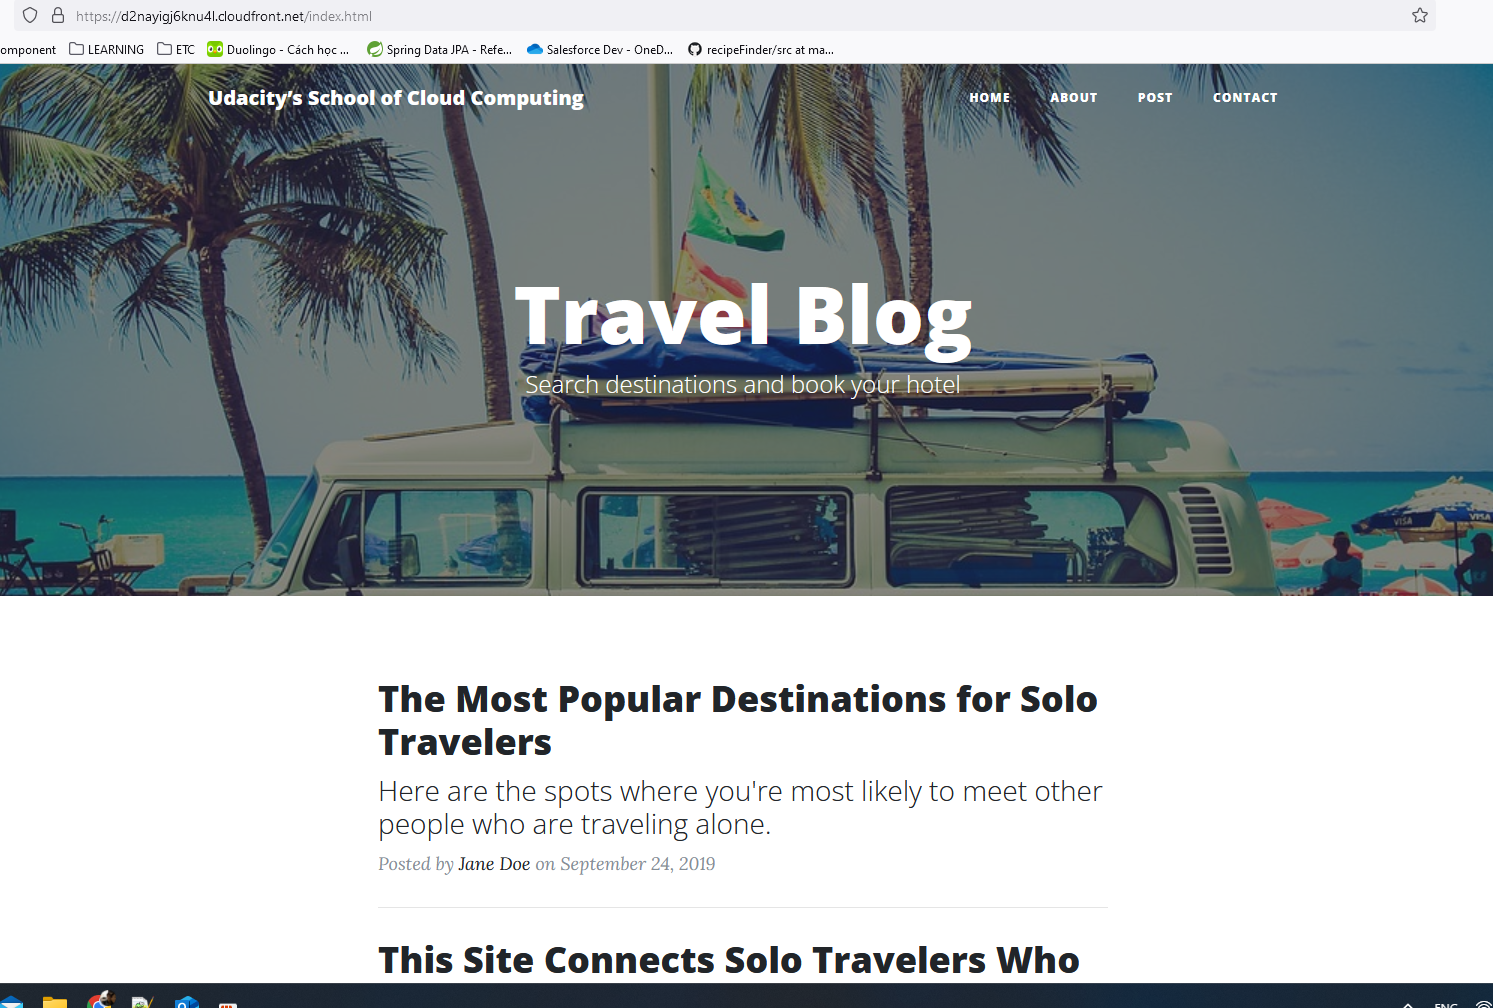 https://d2nayigj6knu4l.cloudfront.net/index.html
omponent LEARNING ETC Duolingo - Cách học ... Spring Data JPA - Refe... Salesforce Dev - OneD... recipeFinder/src at ma...
Udacity’s School of Cloud Computing HOME ABOUT POST CONTACT
Travel Blog
Search destinations and book your hotel
VISA VISA
The Most Popular Destinations for Solo
Travelers
Here are the spots where you're most likely to meet other
people who are traveling alone.
Posted by Jane Doe on September 24, 2019
This Site Connects Solo Travelers Who
ENG